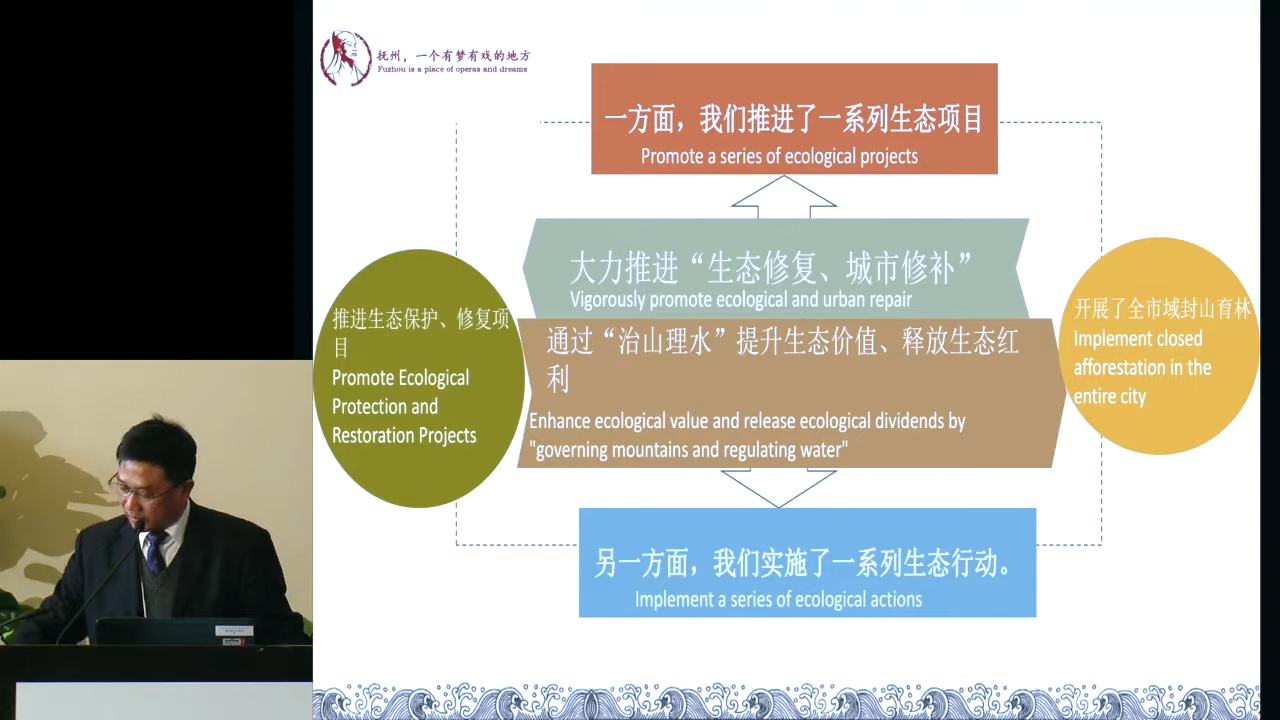 抚州，一个有梦有戏的地方
Fuzhou is a place of operas and dreams
一方面，我们推进了一系列生态项目
Promote a series of ecological projects
大力推进“生态修复、城市修补”
Vigorously promote ecological and urban repair
推进生态保护、修复项
目
Promote Ecological
Protection and
Restoration Projects
通过“治山理水”提升生态价值、释放生态红
利
Enhance ecological value and release ecological dividends by
"governing mountains and regulating water"
开展了全市域封山育林
Implement closed
afforestation in the
entire city
另一方面，我们实施了一系列生态行动。
Implement a series of ecological actions